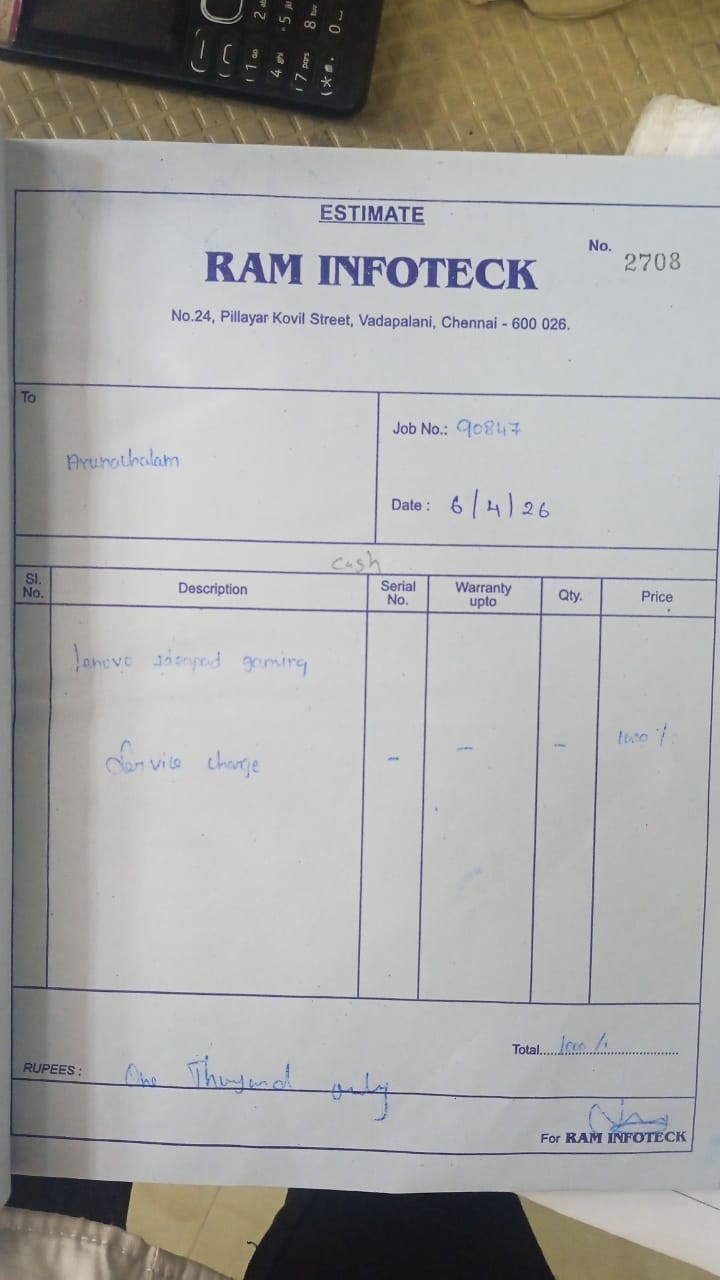 ESTIMATE
No. 2708
RAM INFOTECK
No.24, Pillayar Kovil Street, Vadapalani, Chennai - 600 026.
To
Arunachalam
Job No.: 90847
Date : 6/4/26
Cash
Sl. No. Description Serial No. Warranty upto Qty. Price
lenovo ideapad gaming
Service charge - - - 1000 /.
Total 1000 /.
RUPEES : One Thousand only
For RAM INFOTECK